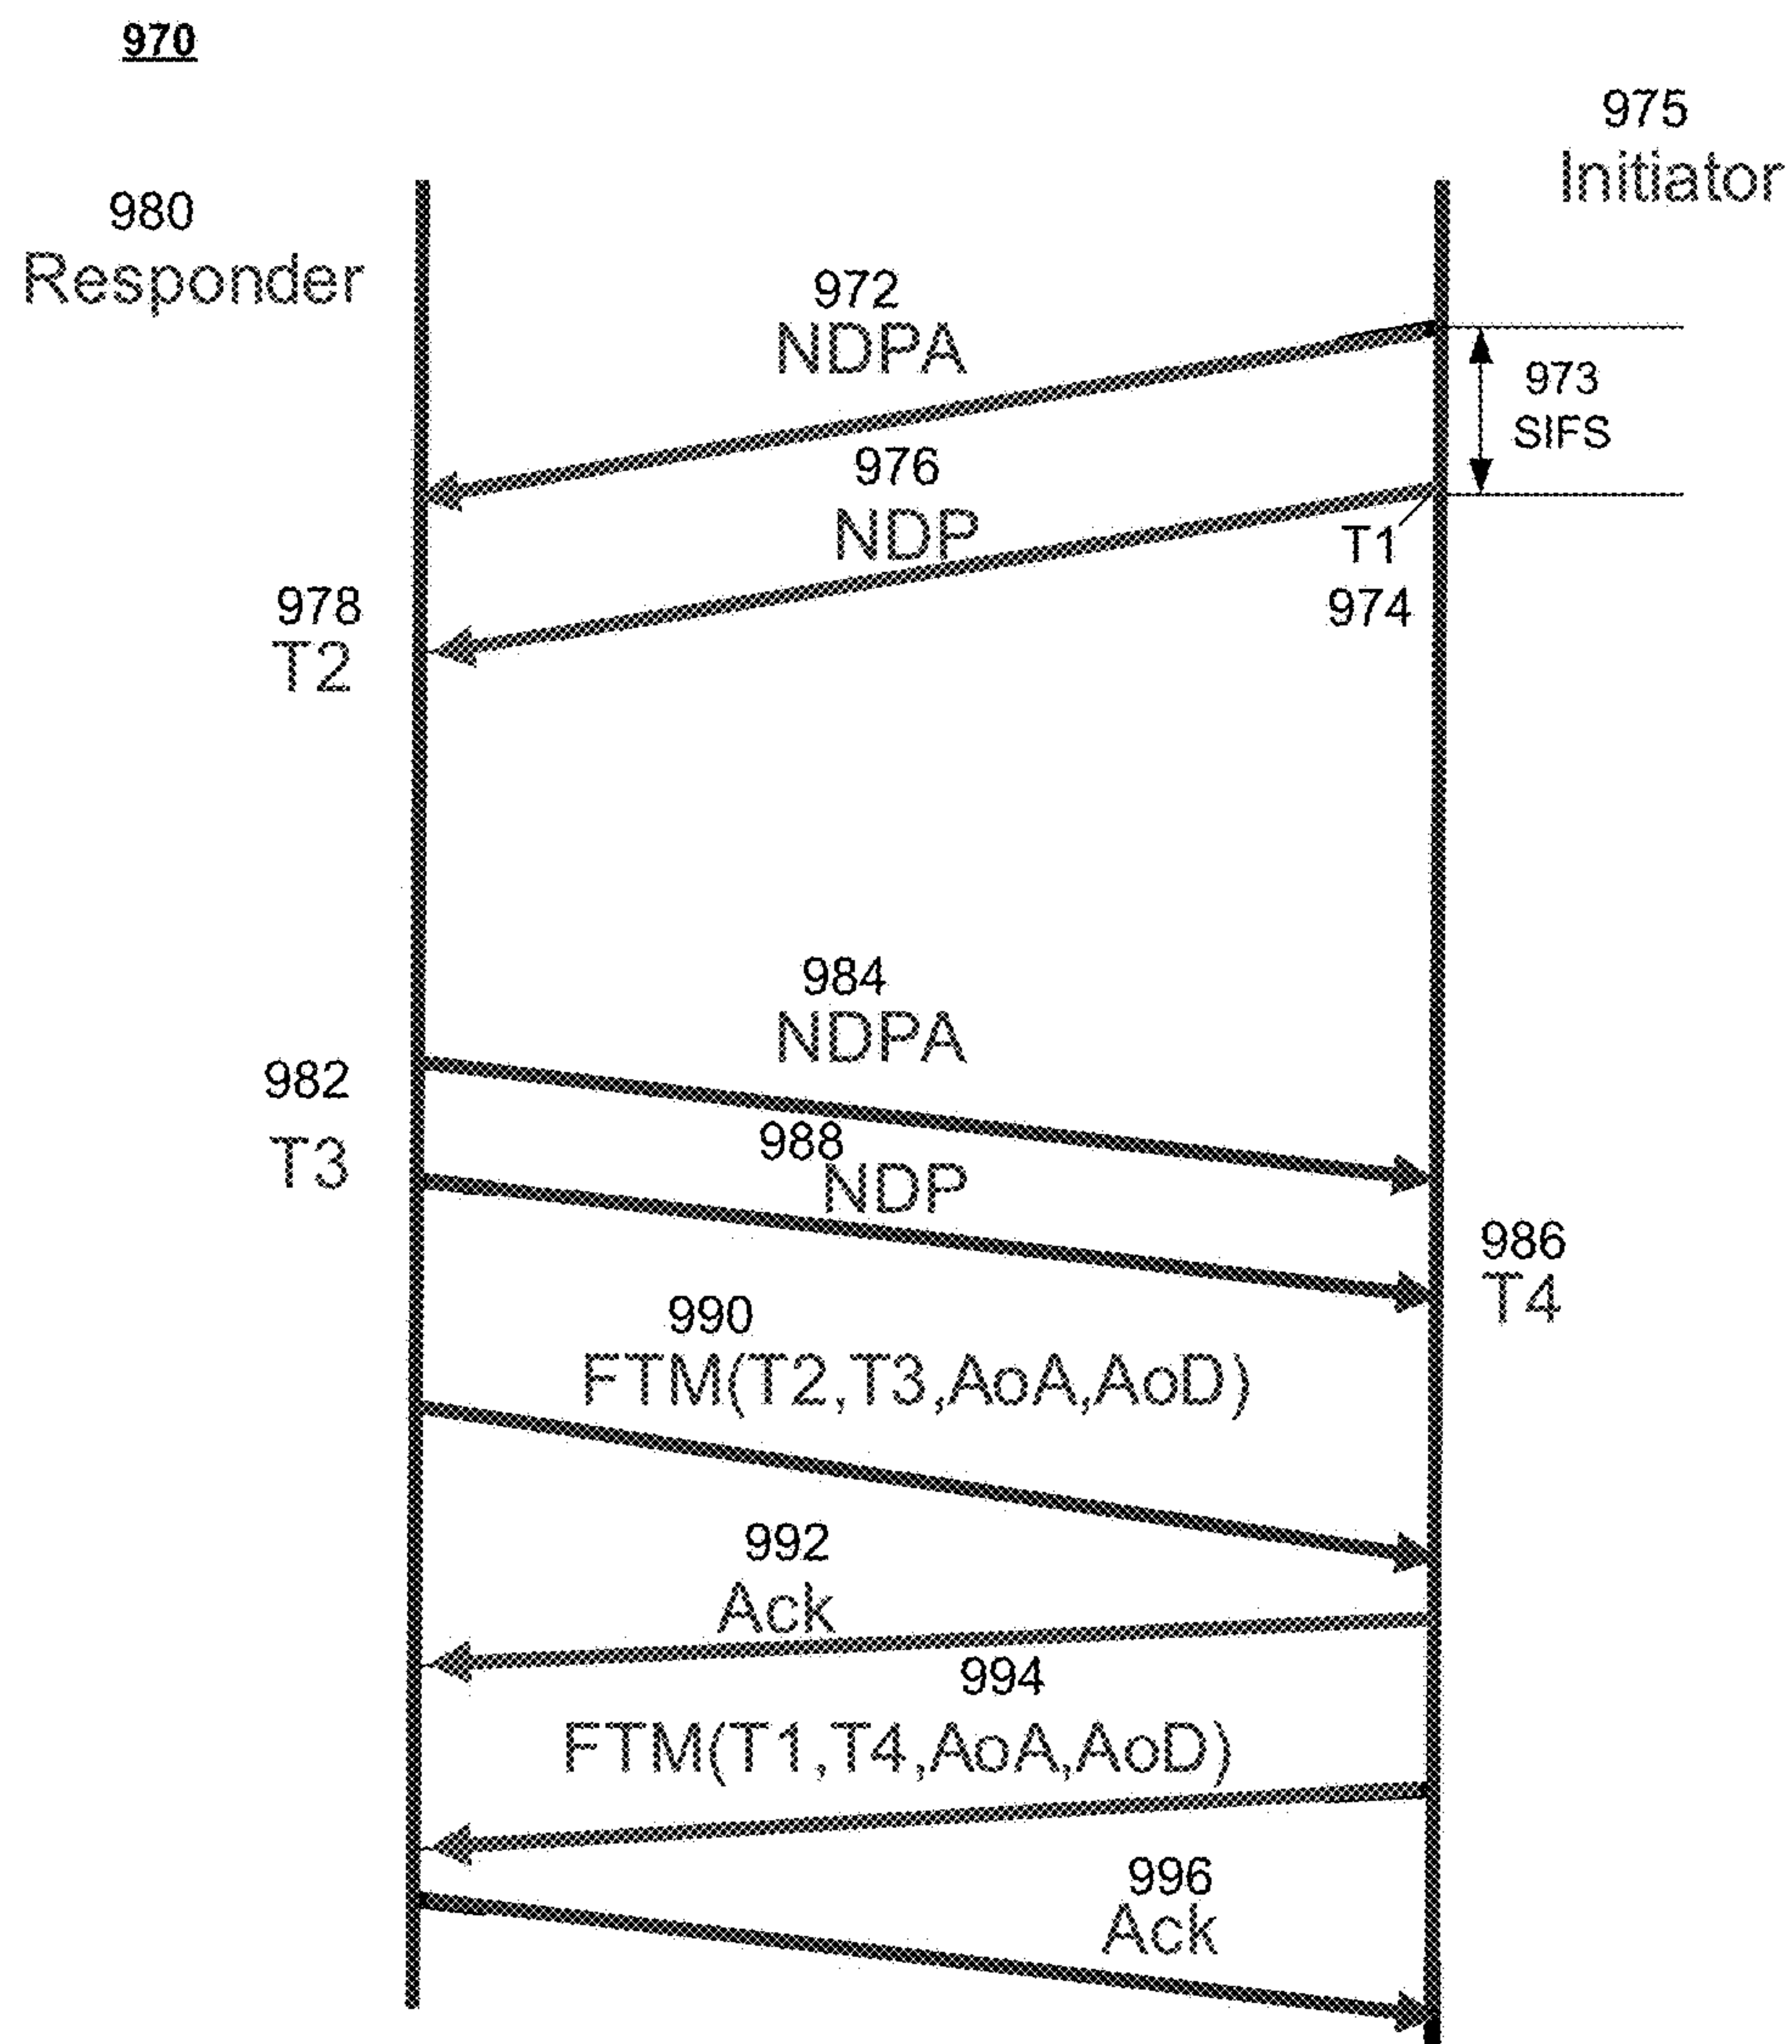 970
975
Initiator
980
Responder
972
NDPA
973
SIFS
976
NDP
T1
974
978
T2
984
NDPA
982
T3
988
NDP
986
T4
990
FTM(T2,T3,AoA,AoD)
992
Ack
994
FTM(T1,T4,AoA,AoD)
996
Ack